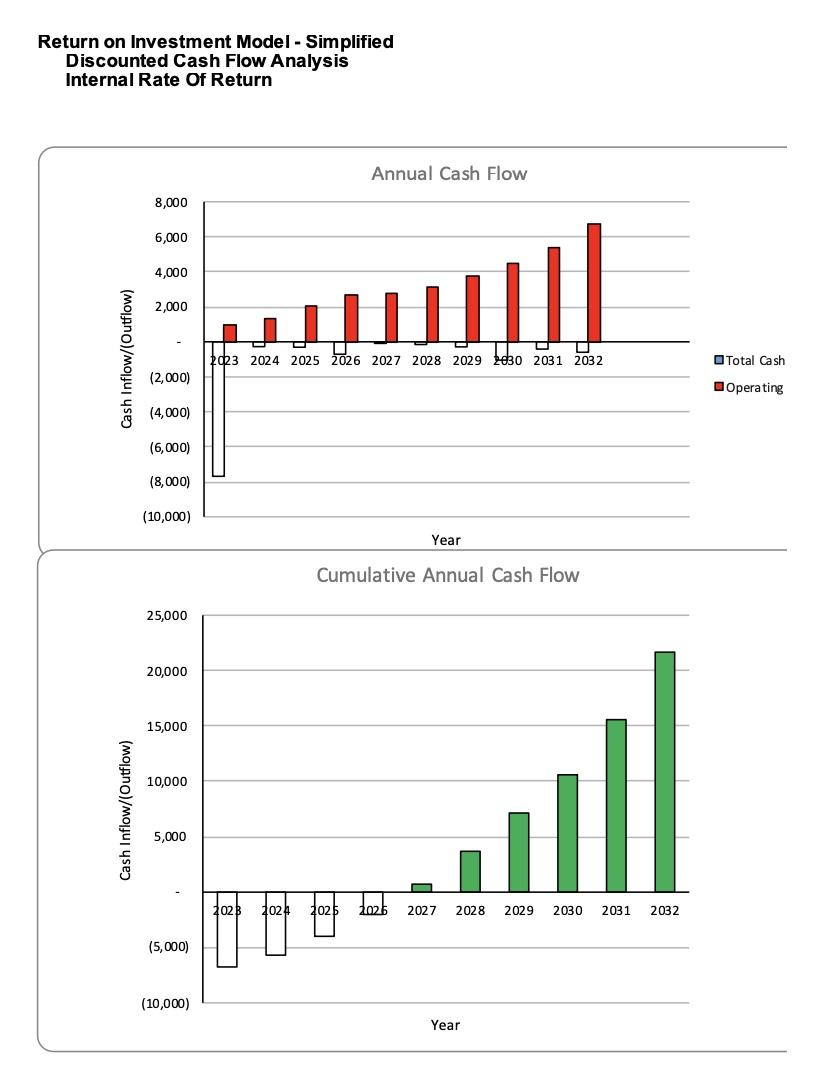 Return on Investment Model - Simplified
Discounted Cash Flow Analysis
Internal Rate Of Return
Annual Cash Flow
8,000
6,000
4,000
2,000
-
2023 2024 2025 2026 2027 2028 2029 2030 2031 2032
(2,000)
(4,000)
(6,000)
(8,000)
(10,000)
Cash Inflow/(Outflow)
Year
Total Cash
Operating
Cumulative Annual Cash Flow
25,000
20,000
15,000
10,000
5,000
-
2023 2024 2025 2026 2027 2028 2029 2030 2031 2032
(5,000)
(10,000)
Cash Inflow/(Outflow)
Year